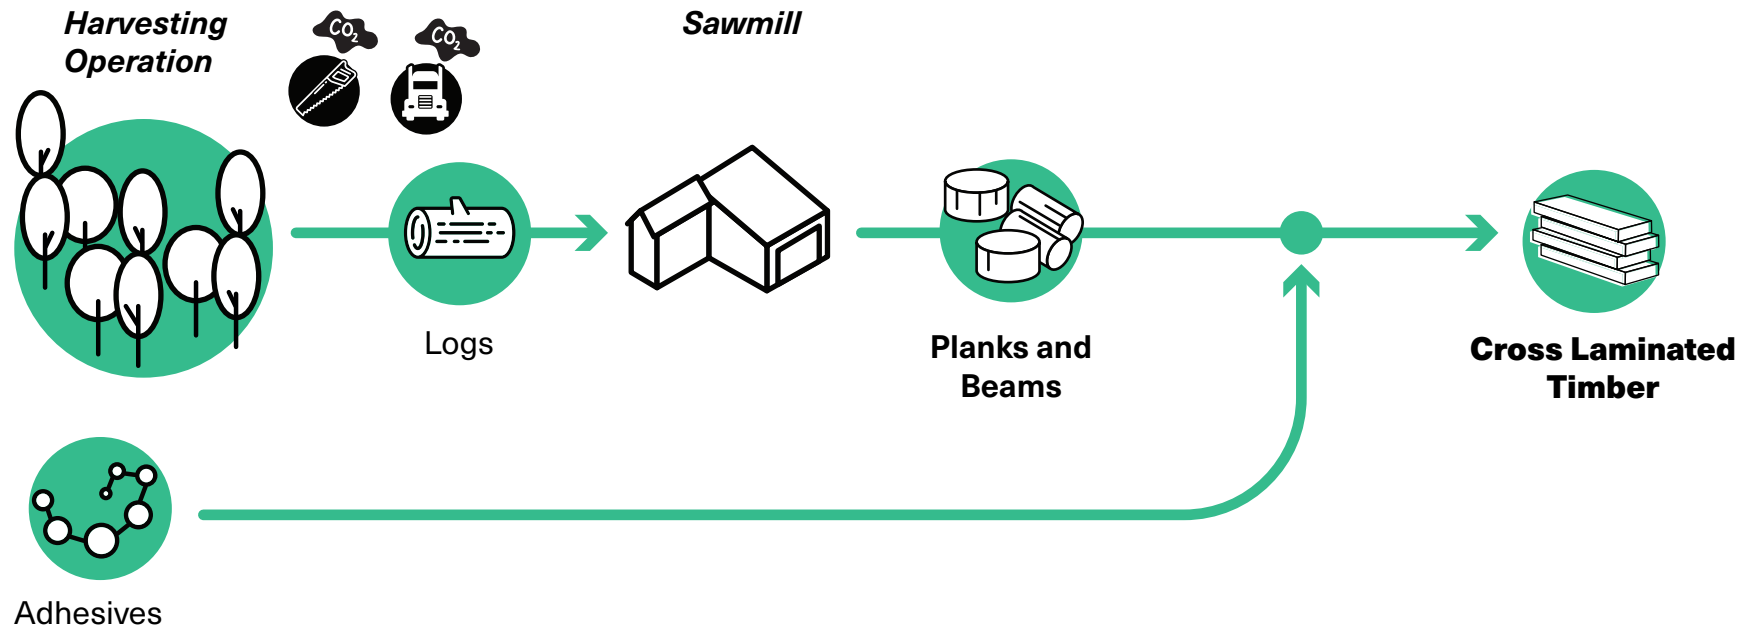 Harvesting
Operation
CO2
CO2
Sawmill
Logs
Planks and
Beams
Cross Laminated
Timber
Adhesives